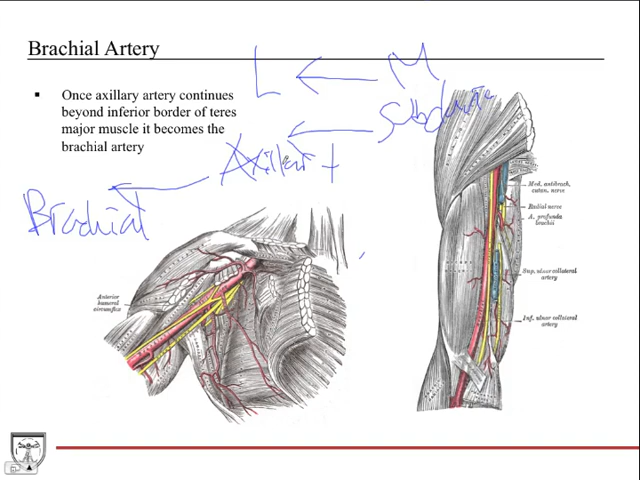 Brachial Artery
L ← M
▪ Once axillary artery continues
beyond inferior border of teres
major muscle it becomes the
brachial artery
Brachial
Med. antibrach.
cutan. nerve
Radial nerve
A. profunda
brachii
Sup. ulnar collateral
artery
Inf. ulnar collateral
artery
Anterior
humeral
circumflex